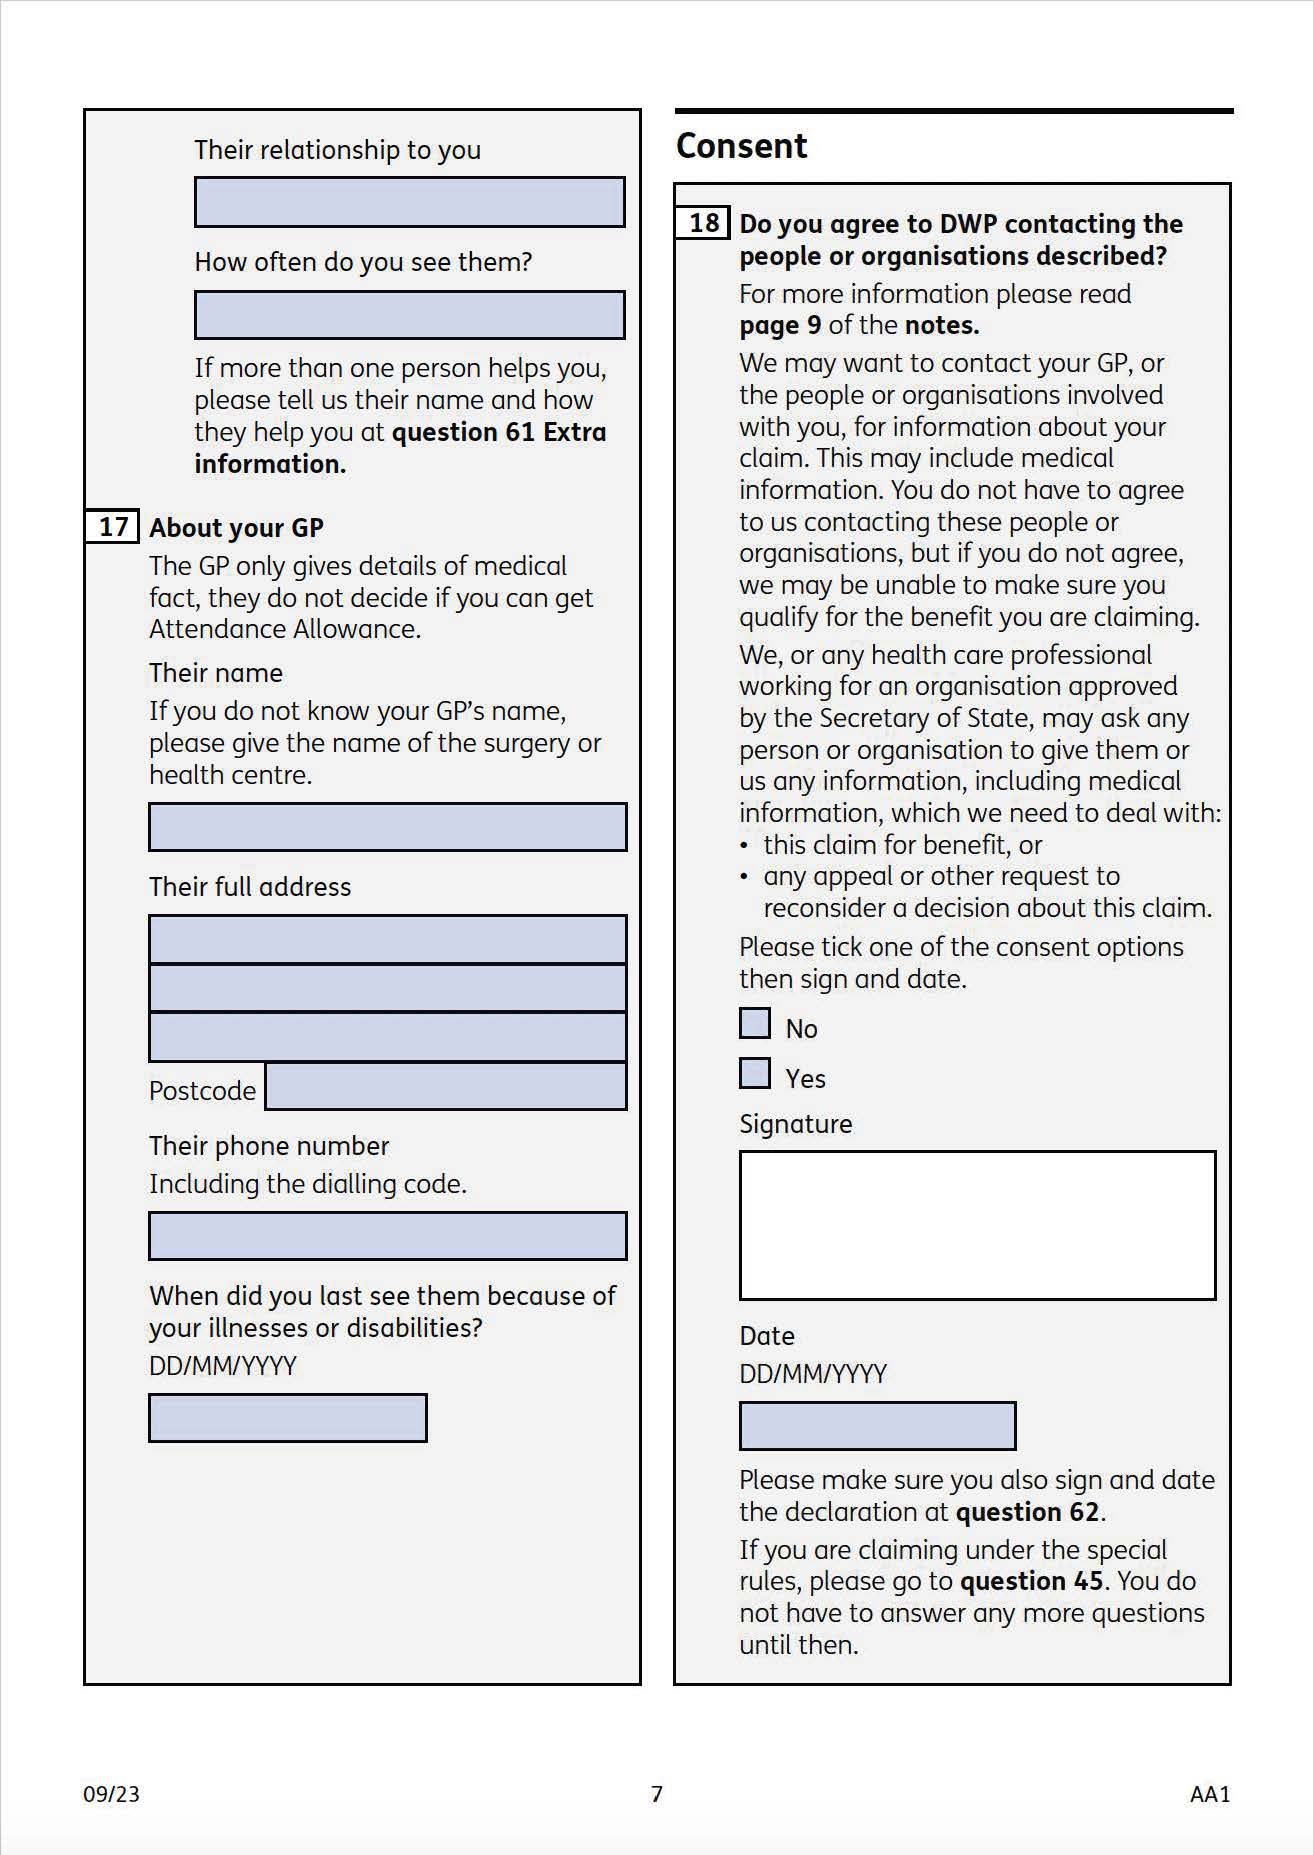 Their relationship to you
How often do you see them?
If more than one person helps you,
please tell us their name and how
they help you at question 61 Extra
information.
17 About your GP
The GP only gives details of medical
fact, they do not decide if you can get
Attendance Allowance.
Their name
If you do not know your GP’s name,
please give the name of the surgery or
health centre.
Their full address
Postcode
Their phone number
Including the dialling code.
When did you last see them because of
your illnesses or disabilities?
DD/MM/YYYY
Consent
18 Do you agree to DWP contacting the
people or organisations described?
For more information please read
page 9 of the notes.
We may want to contact your GP, or
the people or organisations involved
with you, for information about your
claim. This may include medical
information. You do not have to agree
to us contacting these people or
organisations, but if you do not agree,
we may be unable to make sure you
qualify for the benefit you are claiming.
We, or any health care professional
working for an organisation approved
by the Secretary of State, may ask any
person or organisation to give them or
us any information, including medical
information, which we need to deal with:
• this claim for benefit, or
• any appeal or other request to
reconsider a decision about this claim.
Please tick one of the consent options
then sign and date.
No
Yes
Signature
Date
DD/MM/YYYY
Please make sure you also sign and date
the declaration at question 62.
If you are claiming under the special
rules, please go to question 45. You do
not have to answer any more questions
until then.
09/23
7
AA1